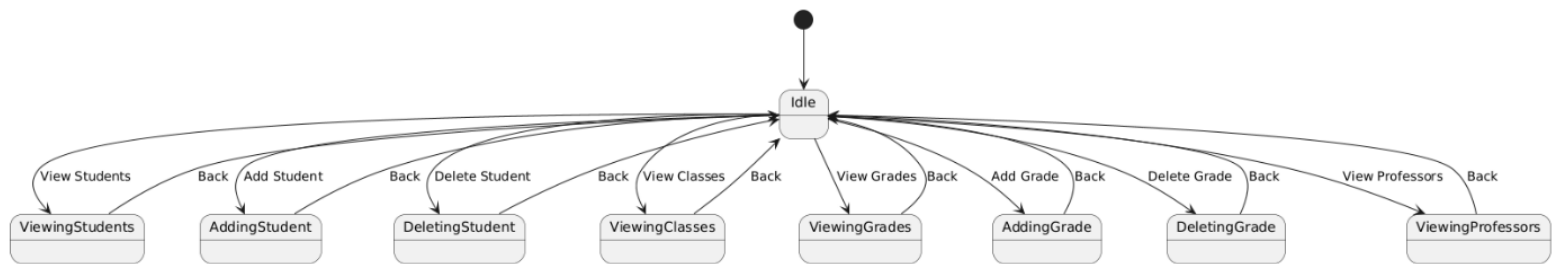 Idle
View Students
Back
Add Student
Back
Delete Student
Back
View Classes
Back
View Grades
Back
Add Grade
Back
Delete Grade
Back
View Professors
Back
ViewingStudents
AddingStudent
DeletingStudent
ViewingClasses
ViewingGrades
AddingGrade
DeletingGrade
ViewingProfessors